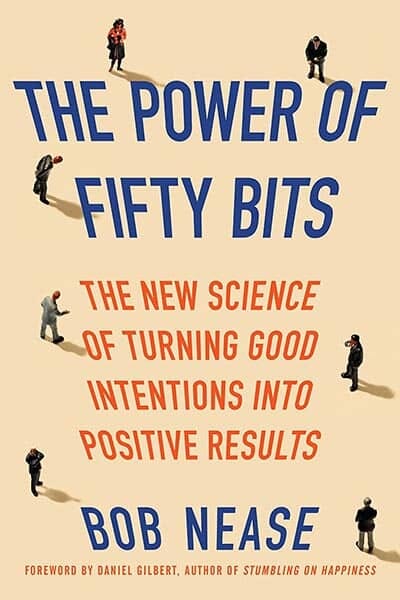 THE POWER OF
FIFTY BITS
THE NEW SCIENCE
OF TURNING GOOD
INTENTIONS INTO
POSITIVE RESULTS
BOB NEASE
FOREWORD BY DANIEL GILBERT, AUTHOR OF STUMBLING ON HAPPINESS